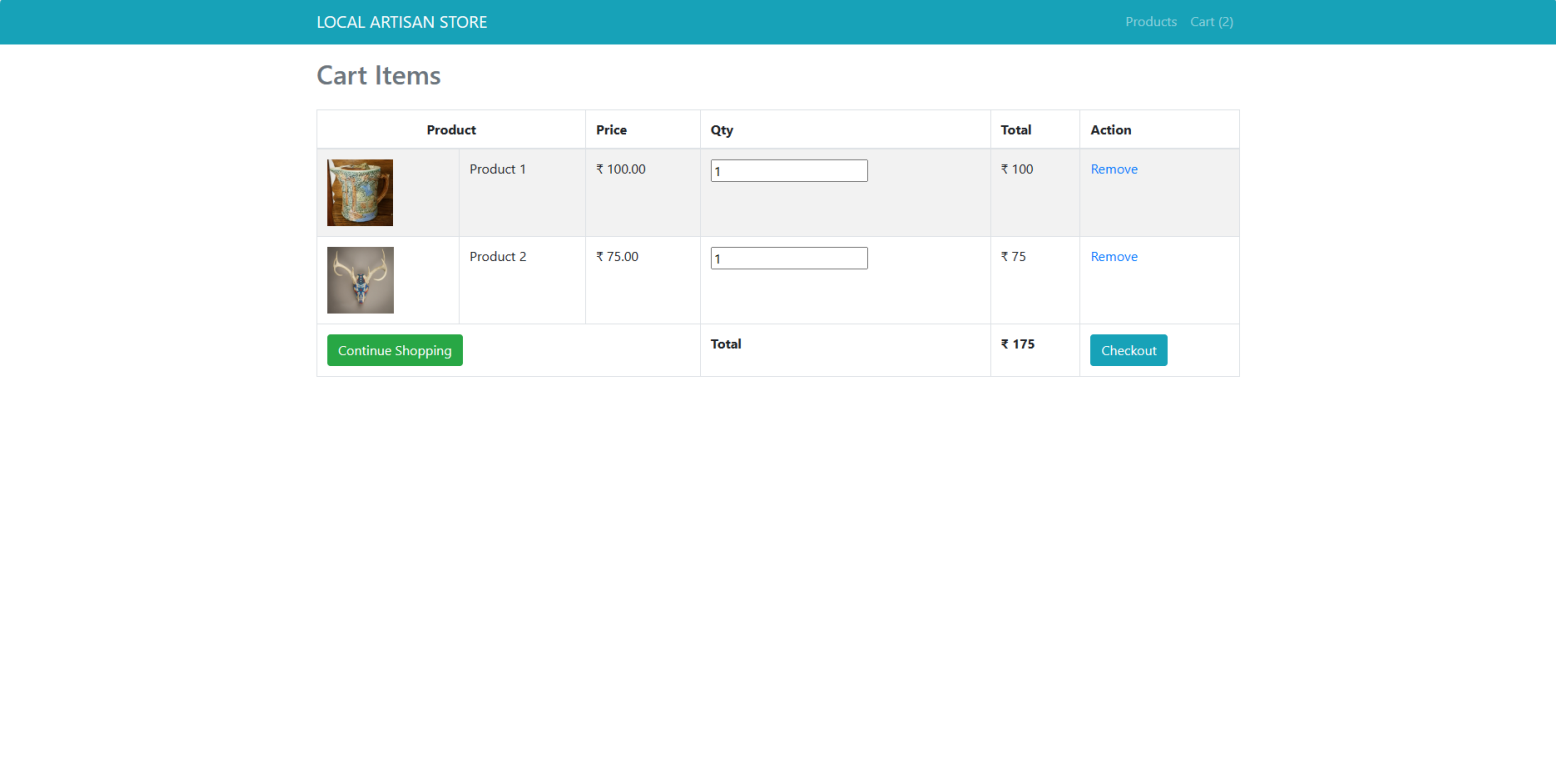 LOCAL ARTISAN STORE Products Cart (2)
Cart Items
Product Price Qty Total Action
Product 1 ₹ 100.00 1 ₹ 100 Remove
Product 2 ₹ 75.00 1 ₹ 75 Remove
Continue Shopping Total ₹ 175 Checkout